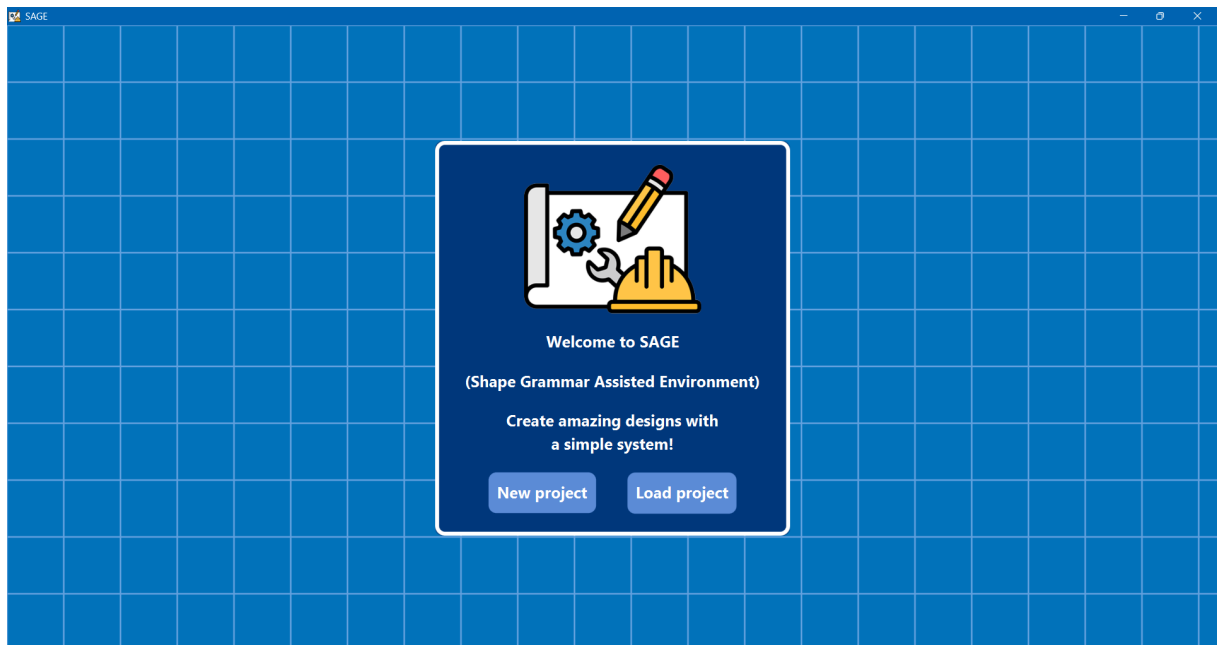 SAGE
Welcome to SAGE
(Shape Grammar Assisted Environment)
Create amazing designs with
a simple system!
New project
Load project